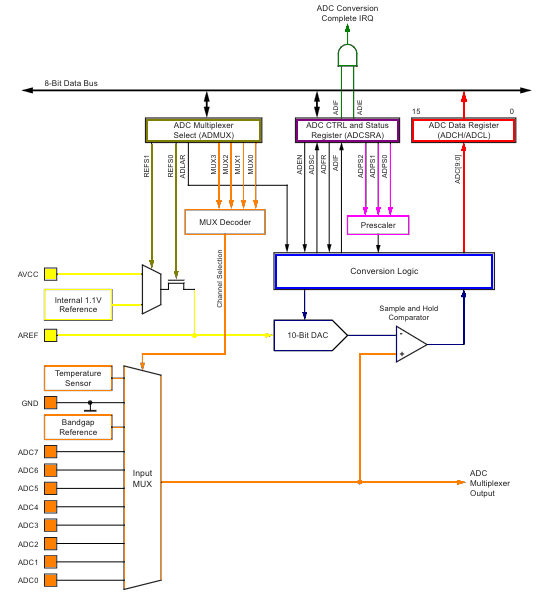 ADC Conversion
Complete IRQ
8-Bit Data Bus
ADIF
ADIE
15
0
ADC Multiplexer
Select (ADMUX)
ADC CTRL and Status
Register (ADCSRA)
ADC Data Register
(ADCH/ADCL)
REFS1
REFS0
ADLAR
MUX3
MUX2
MUX1
MUX0
ADEN
ADSC
ADFR
ADIF
ADPS2
ADPS1
ADPS0
ADC[9:0]
MUX Decoder
Prescaler
Channel Selection
Conversion Logic
AVCC
Internal 1.1V
Reference
AREF
Sample and Hold
Comparator
10-Bit DAC
-
+
Temperature
Sensor
GND
Bandgap
Reference
ADC7
ADC6
ADC5
ADC4
ADC3
ADC2
ADC1
ADC0
Input
MUX
ADC
Multiplexer
Output